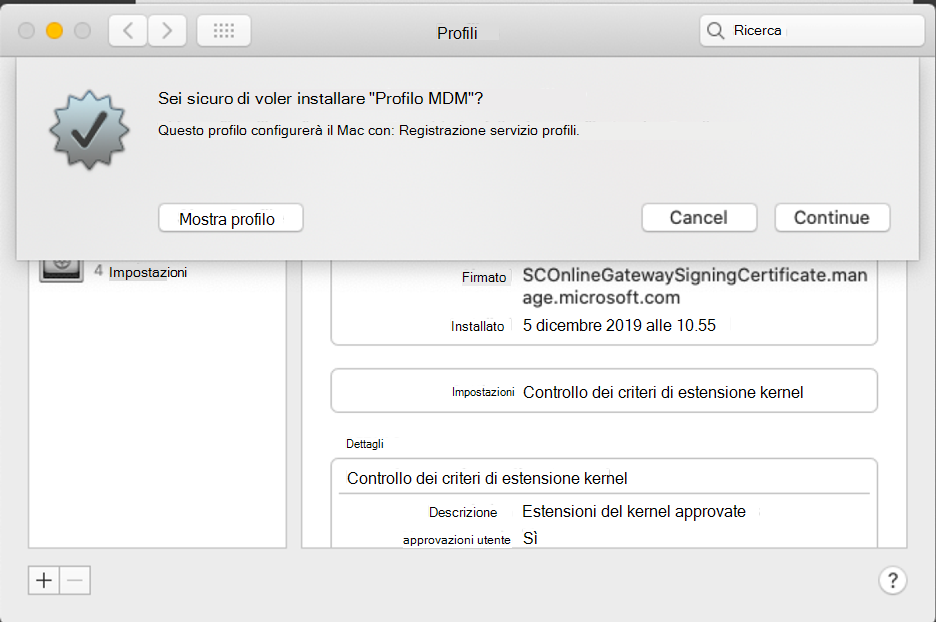 Profili
Ricerca
Sei sicuro di voler installare "Profilo MDM"?
Questo profilo configurerà il Mac con: Registrazione servizio profili.
Mostra profilo
Cancel
Continue
4 Impostazioni
Firmato SCOnlineGatewaySigningCertificate.man
age.microsoft.com
Installato 5 dicembre 2019 alle 10.55
Impostazioni Controllo dei criteri di estensione kernel
Dettagli
Controllo dei criteri di estensione kernel
Descrizione Estensioni del kernel approvate
approvazioni utente Sì
+ −
?